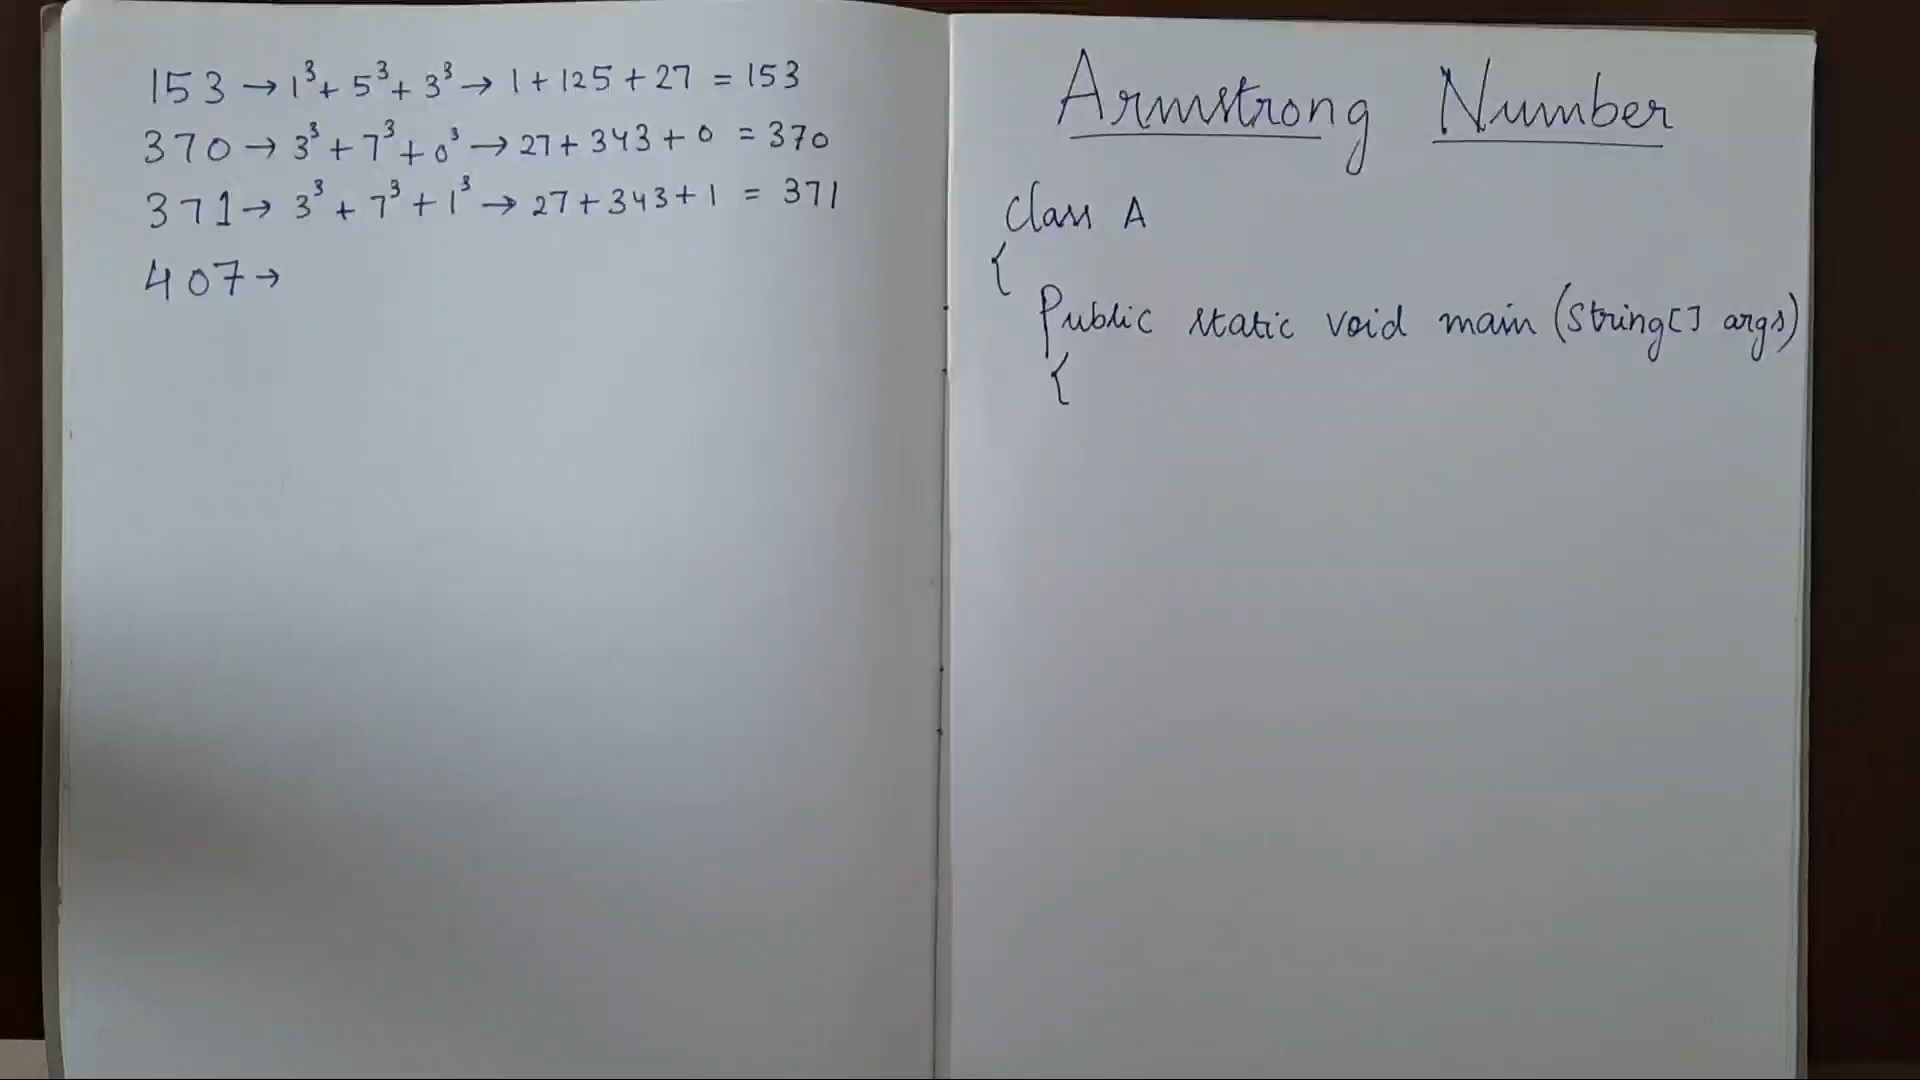 153 → 1³ + 5³ + 3³ → 1 + 125 + 27 = 153
370 → 3³ + 7³ + 0³ → 27 + 343 + 0 = 370
371 → 3³ + 7³ + 1³ → 27 + 343 + 1 = 371
407 →
Armstrong Number
Class A
{
Public static void main (String[] args)
{